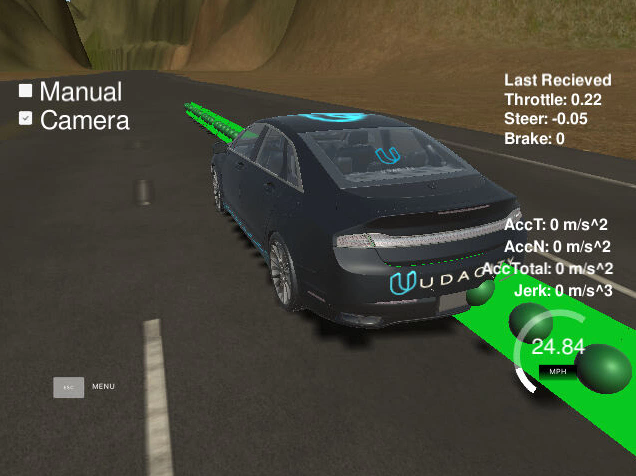 Manual
Camera
Last Recieved
Throttle: 0.22
Steer: -0.05
Brake: 0
AccT: 0 m/s^2
AccN: 0 m/s^2
AccTotal: 0 m/s^2
Jerk: 0 m/s^3
UDACITY
24.84
MPH
ESC
MENU